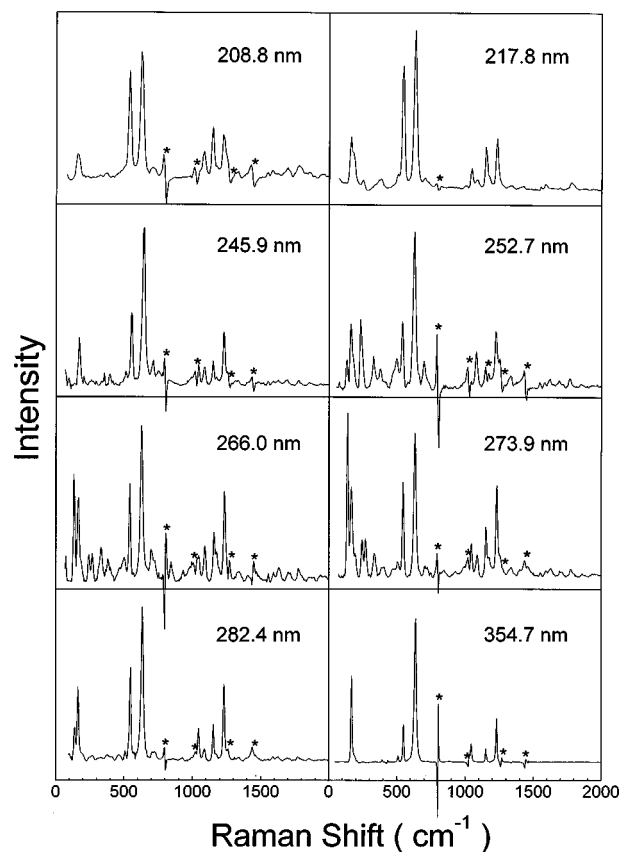 208.8 nm
217.8 nm
* * * * *
245.9 nm
252.7 nm
* * * * * * * * *
Intensity
266.0 nm
273.9 nm
* * * * * * * *
282.4 nm
354.7 nm
* * * * * * * *
0 500 1000 1500 0 500 1000 1500 2000
Raman Shift ( cm⁻¹ )